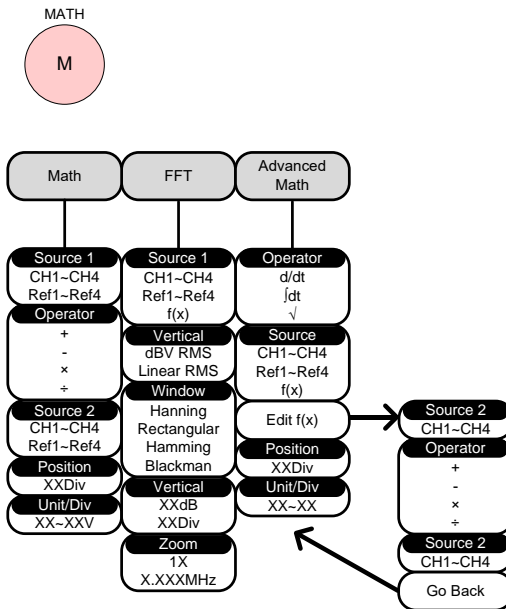 MATH
M
Math
FFT
Advanced
Math
Source 1
CH1~CH4
Ref1~Ref4
Operator
+
-
×
÷
Source 2
CH1~CH4
Ref1~Ref4
Position
XXDiv
Unit/Div
XX~XXV
Source 1
CH1~CH4
Ref1~Ref4
f(x)
Vertical
dBV RMS
Linear RMS
Window
Hanning
Rectangular
Hamming
Blackman
Vertical
XXdB
XXDiv
Zoom
1X
X.XXXMHz
Operator
d/dt
∫dt
√
Source
CH1~CH4
Ref1~Ref4
f(x)
Edit f(x)
Position
XXDiv
Unit/Div
XX~XX
Source 2
CH1~CH4
Operator
+
-
×
÷
Source 2
CH1~CH4
Go Back